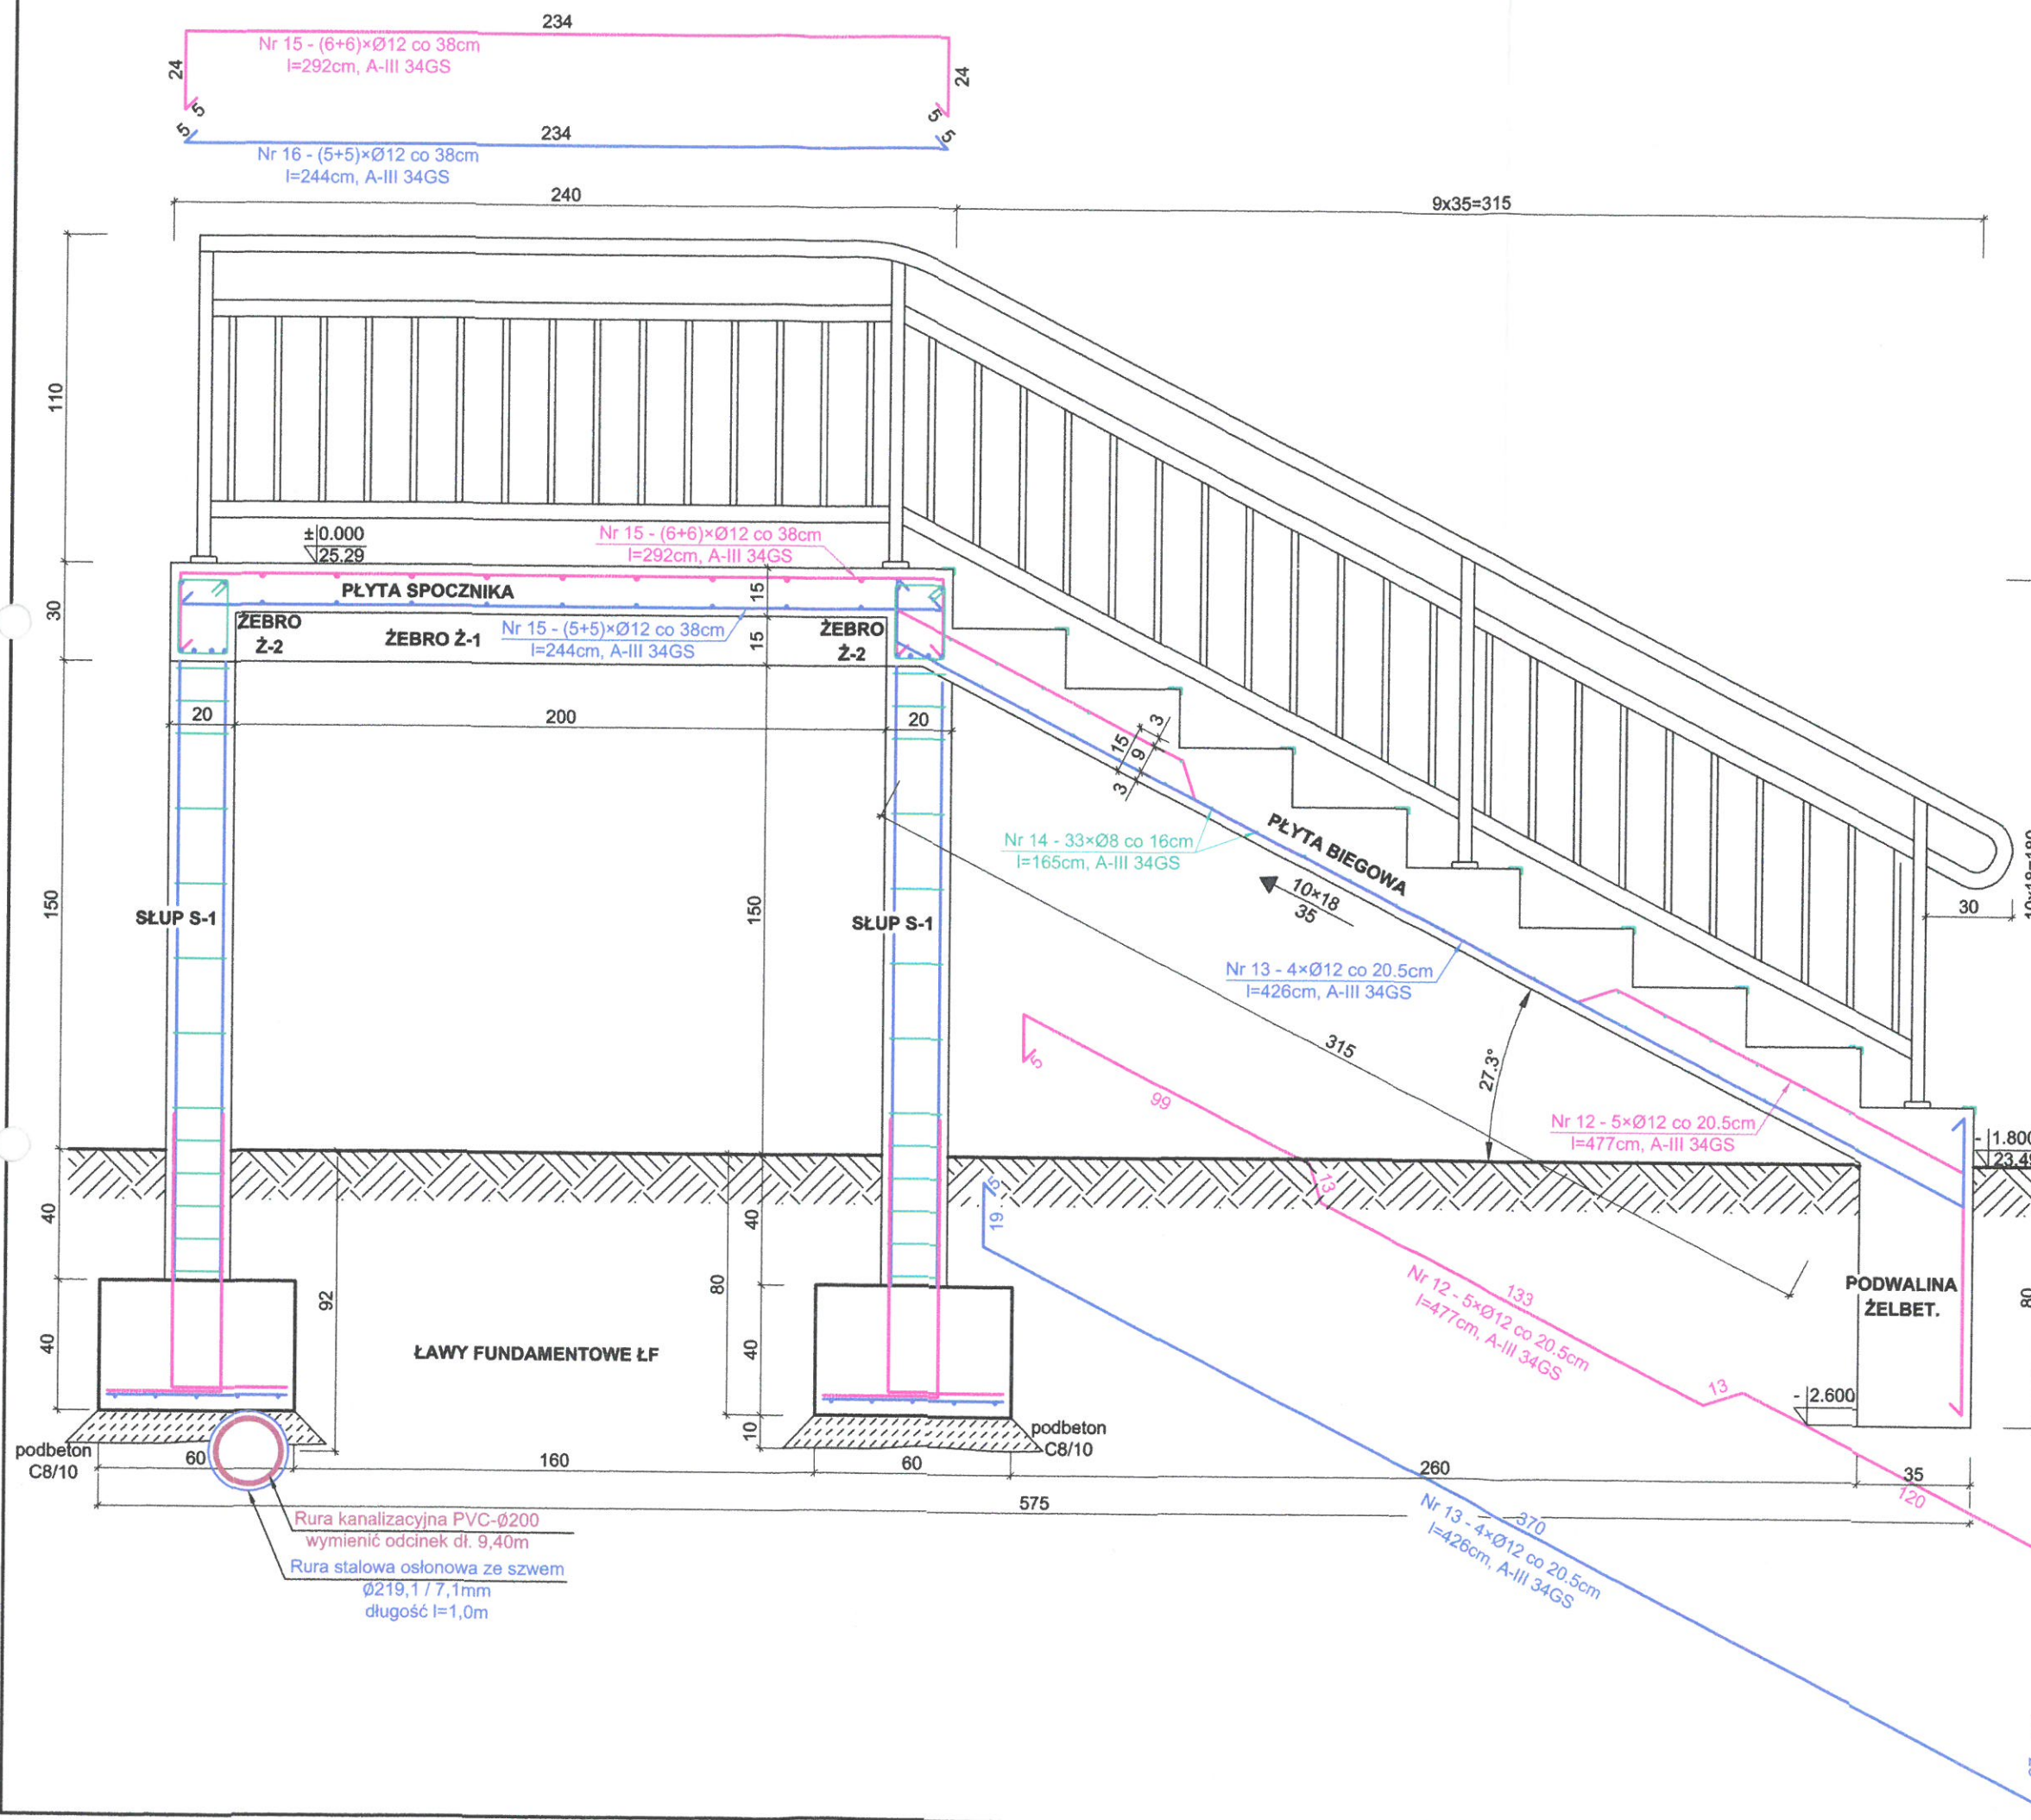 234
Nr 15 - (6+6)×Ø12 co 38cm
l=292cm, A-III 34GS
24
24
5
5
5
5
234
Nr 16 - (5+5)×Ø12 co 38cm
l=244cm, A-III 34GS
240
9x35=315
110
±0.000
25.29
Nr 15 - (6+6)×Ø12 co 38cm
l=292cm, A-III 34GS
PŁYTA SPOCZNIKA
15
30
ŻEBRO
Ż-2
ŻEBRO Ż-1
Nr 15 - (5+5)×Ø12 co 38cm
l=244cm, A-III 34GS
15
ŻEBRO
Ż-2
20
200
20
3
15
9
3
Nr 14 - 33×Ø8 co 16cm
l=165cm, A-III 34GS
PŁYTA BIEGOWA
10×18
35
10x18=180
30
150
SŁUP S-1
150
SŁUP S-1
Nr 13 - 4×Ø12 co 20.5cm
l=426cm, A-III 34GS
315
27.3°
5
99
Nr 12 - 5×Ø12 co 20.5cm
l=477cm, A-III 34GS
- 1.800
23.49
13
5
19
40
40
80
92
PODWALINA
ŻELBET.
80
133
Nr 12 - 5×Ø12 co 20.5cm
l=477cm, A-III 34GS
40
40
ŁAWY FUNDAMENTOWE ŁF
13
- 2.600
10
podbeton
C8/10
podbeton
C8/10
60
160
60
260
35
120
575
370
Nr 13 - 4×Ø12 co 20.5cm
l=426cm, A-III 34GS
Rura kanalizacyjna PVC-Ø200
wymienić odcinek dł. 9,40m
Rura stalowa osłonowa ze szwem
Ø219,1 / 7,1mm
długość l=1,0m